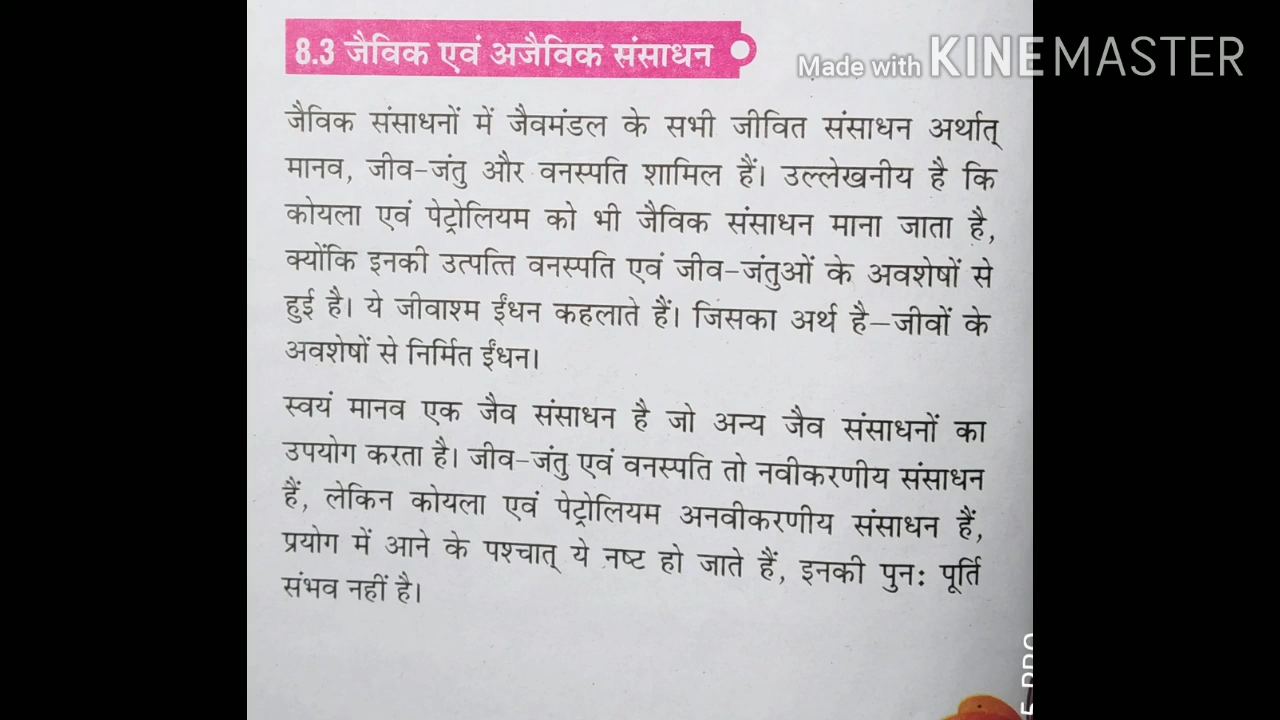 8.3 जैविक एवं अजैविक संसाधन
Made with KINEMASTER
जैविक संसाधनों में जैवमंडल के सभी जीवित संसाधन अर्थात्
मानव, जीव-जंतु और वनस्पति शामिल हैं। उल्लेखनीय है कि
कोयला एवं पेट्रोलियम को भी जैविक संसाधन माना जाता है,
क्योंकि इनकी उत्पत्ति वनस्पति एवं जीव-जंतुओं के अवशेषों से
हुई है। ये जीवाश्म ईंधन कहलाते हैं। जिसका अर्थ है–जीवों के
अवशेषों से निर्मित ईंधन।
स्वयं मानव एक जैव संसाधन है जो अन्य जैव संसाधनों का
उपयोग करता है। जीव-जंतु एवं वनस्पति तो नवीकरणीय संसाधन
हैं, लेकिन कोयला एवं पेट्रोलियम अनवीकरणीय संसाधन हैं,
प्रयोग में आने के पश्चात् ये नष्ट हो जाते हैं, इनकी पुन: पूर्ति
संभव नहीं है।